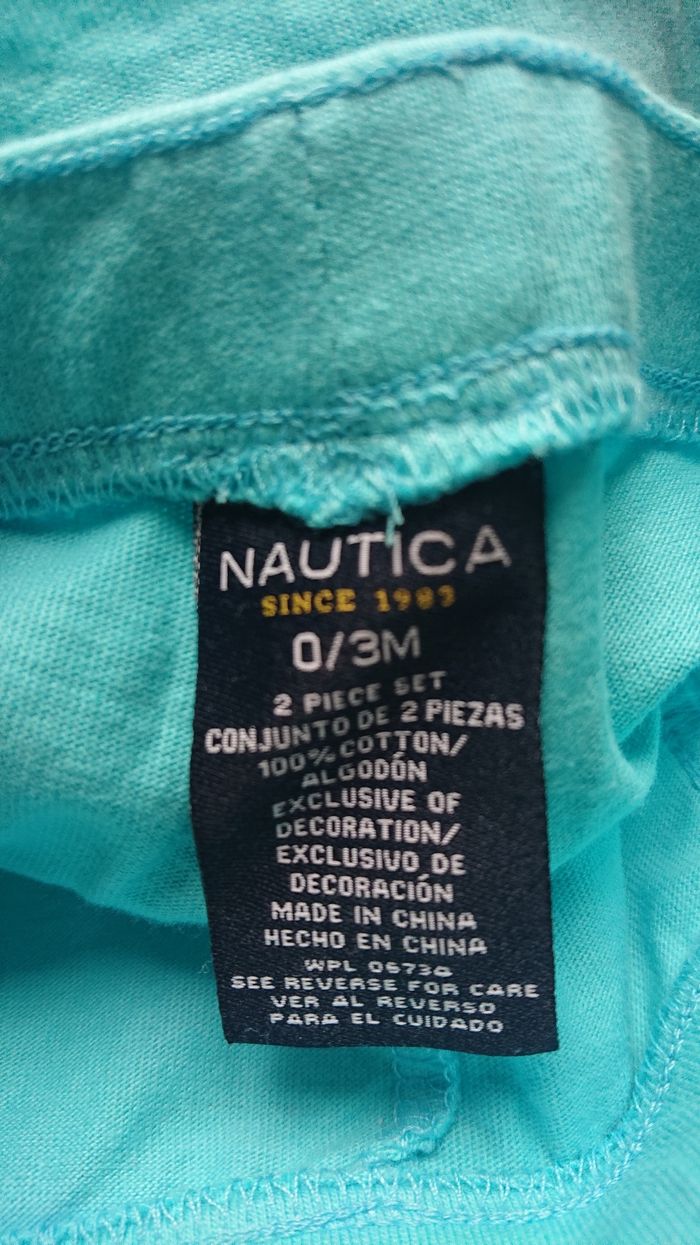 NAUTICA
SINCE 1983
0/3M
2 PIECE SET
CONJUNTO DE 2 PIEZAS
100% COTTON/
ALGODÓN
EXCLUSIVE OF
DECORATION/
EXCLUSIVO DE
DECORACIÓN
MADE IN CHINA
HECHO EN CHINA
WPL 06730
SEE REVERSE FOR CARE
VER AL REVERSO
PARA EL CUIDADO